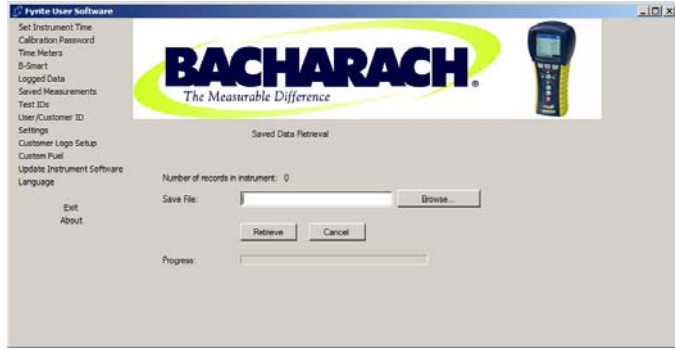 Fyrite User Software
Set Instrument Time
Calibration Password
Time Meters
B-Smart
Logged Data
Saved Measurements
Test IDs
User/Customer ID
Settings
Customer Logo Setup
Custom Fuel
Update Instrument Software
Language
Exit
About
BACHARACH
The Measurable Difference
Saved Data Retrieval
Number of records in instrument: 0
Save File:
Browse...
Retrieve Cancel
Progress: